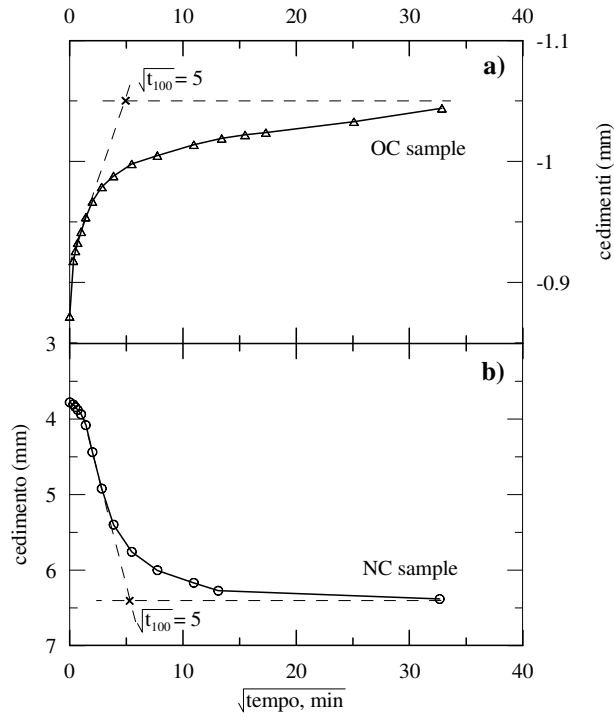 0 10 20 30 40
-1.1
√t100 = 5
a)
-1
OC sample
cedimenti (mm)
-0.9
3
b)
4
cedimento (mm)
5
6
NC sample
√t100 = 5
7
0 10 20 30 40
√tempo, min